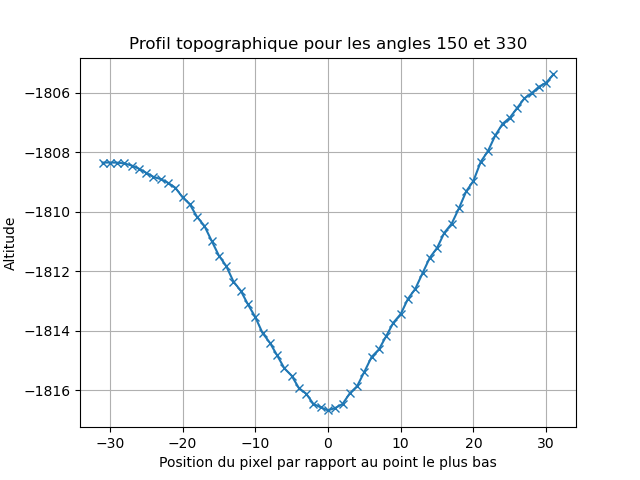 Profil topographique pour les angles 150 et 330
−1806
−1808
−1810
−1812
−1814
−1816
Altitude
−30 −20 −10 0 10 20 30
Position du pixel par rapport au point le plus bas